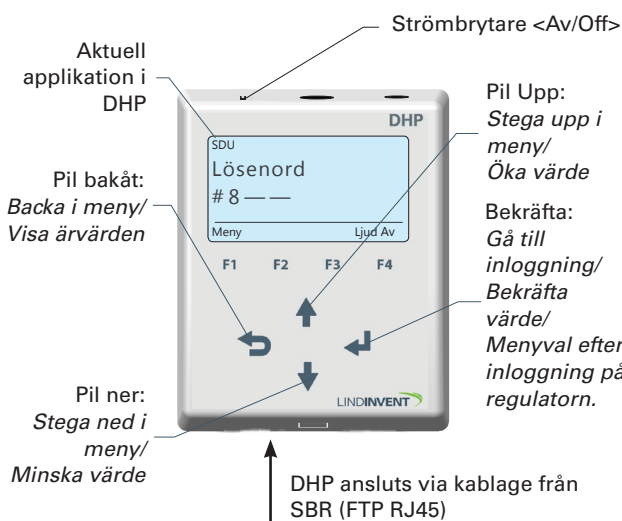 Strömbrytare <Av/Off>
Aktuell
applikation i
DHP
Pil bakåt:
Backa i meny/
Visa ärvärden
Pil ner:
Stega ned i
meny/
Minska värde
DHP
SDU
Lösenord
# 8 — —
Meny Ljud Av
F1 F2 F3 F4
LINDINVENT
Pil Upp:
Stega upp i
meny/
Öka värde
Bekräfta:
Gå till
inloggning/
Bekräfta
värde/
Menyval efter
inloggning på
regulatorn.
DHP ansluts via kablage från
SBR (FTP RJ45)